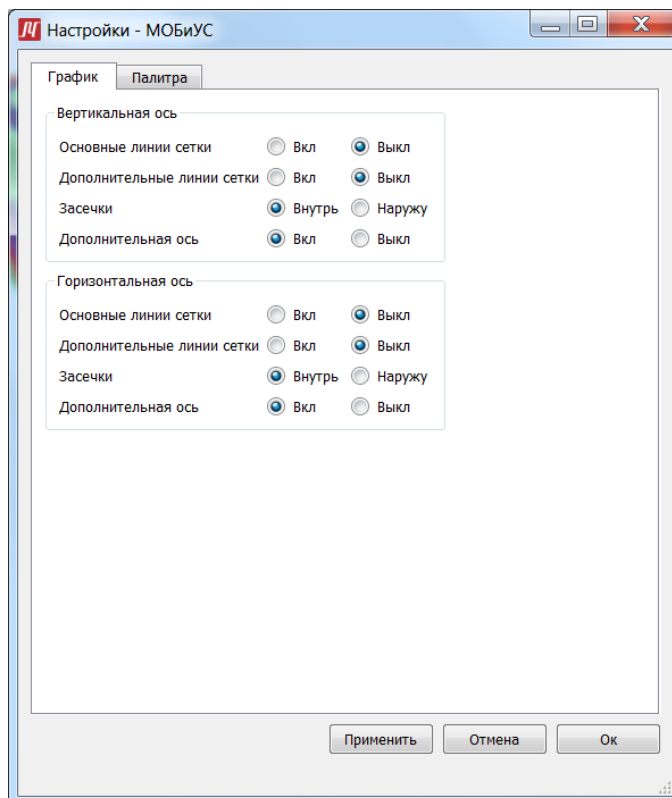 Настройки - МОБиУС
График Палитра
Вертикальная ось
Основные линии сетки Вкл Выкл
Дополнительные линии сетки Вкл Выкл
Засечки Внутрь Наружу
Дополнительная ось Вкл Выкл
Горизонтальная ось
Основные линии сетки Вкл Выкл
Дополнительные линии сетки Вкл Выкл
Засечки Внутрь Наружу
Дополнительная ось Вкл Выкл
Применить Отмена Ок